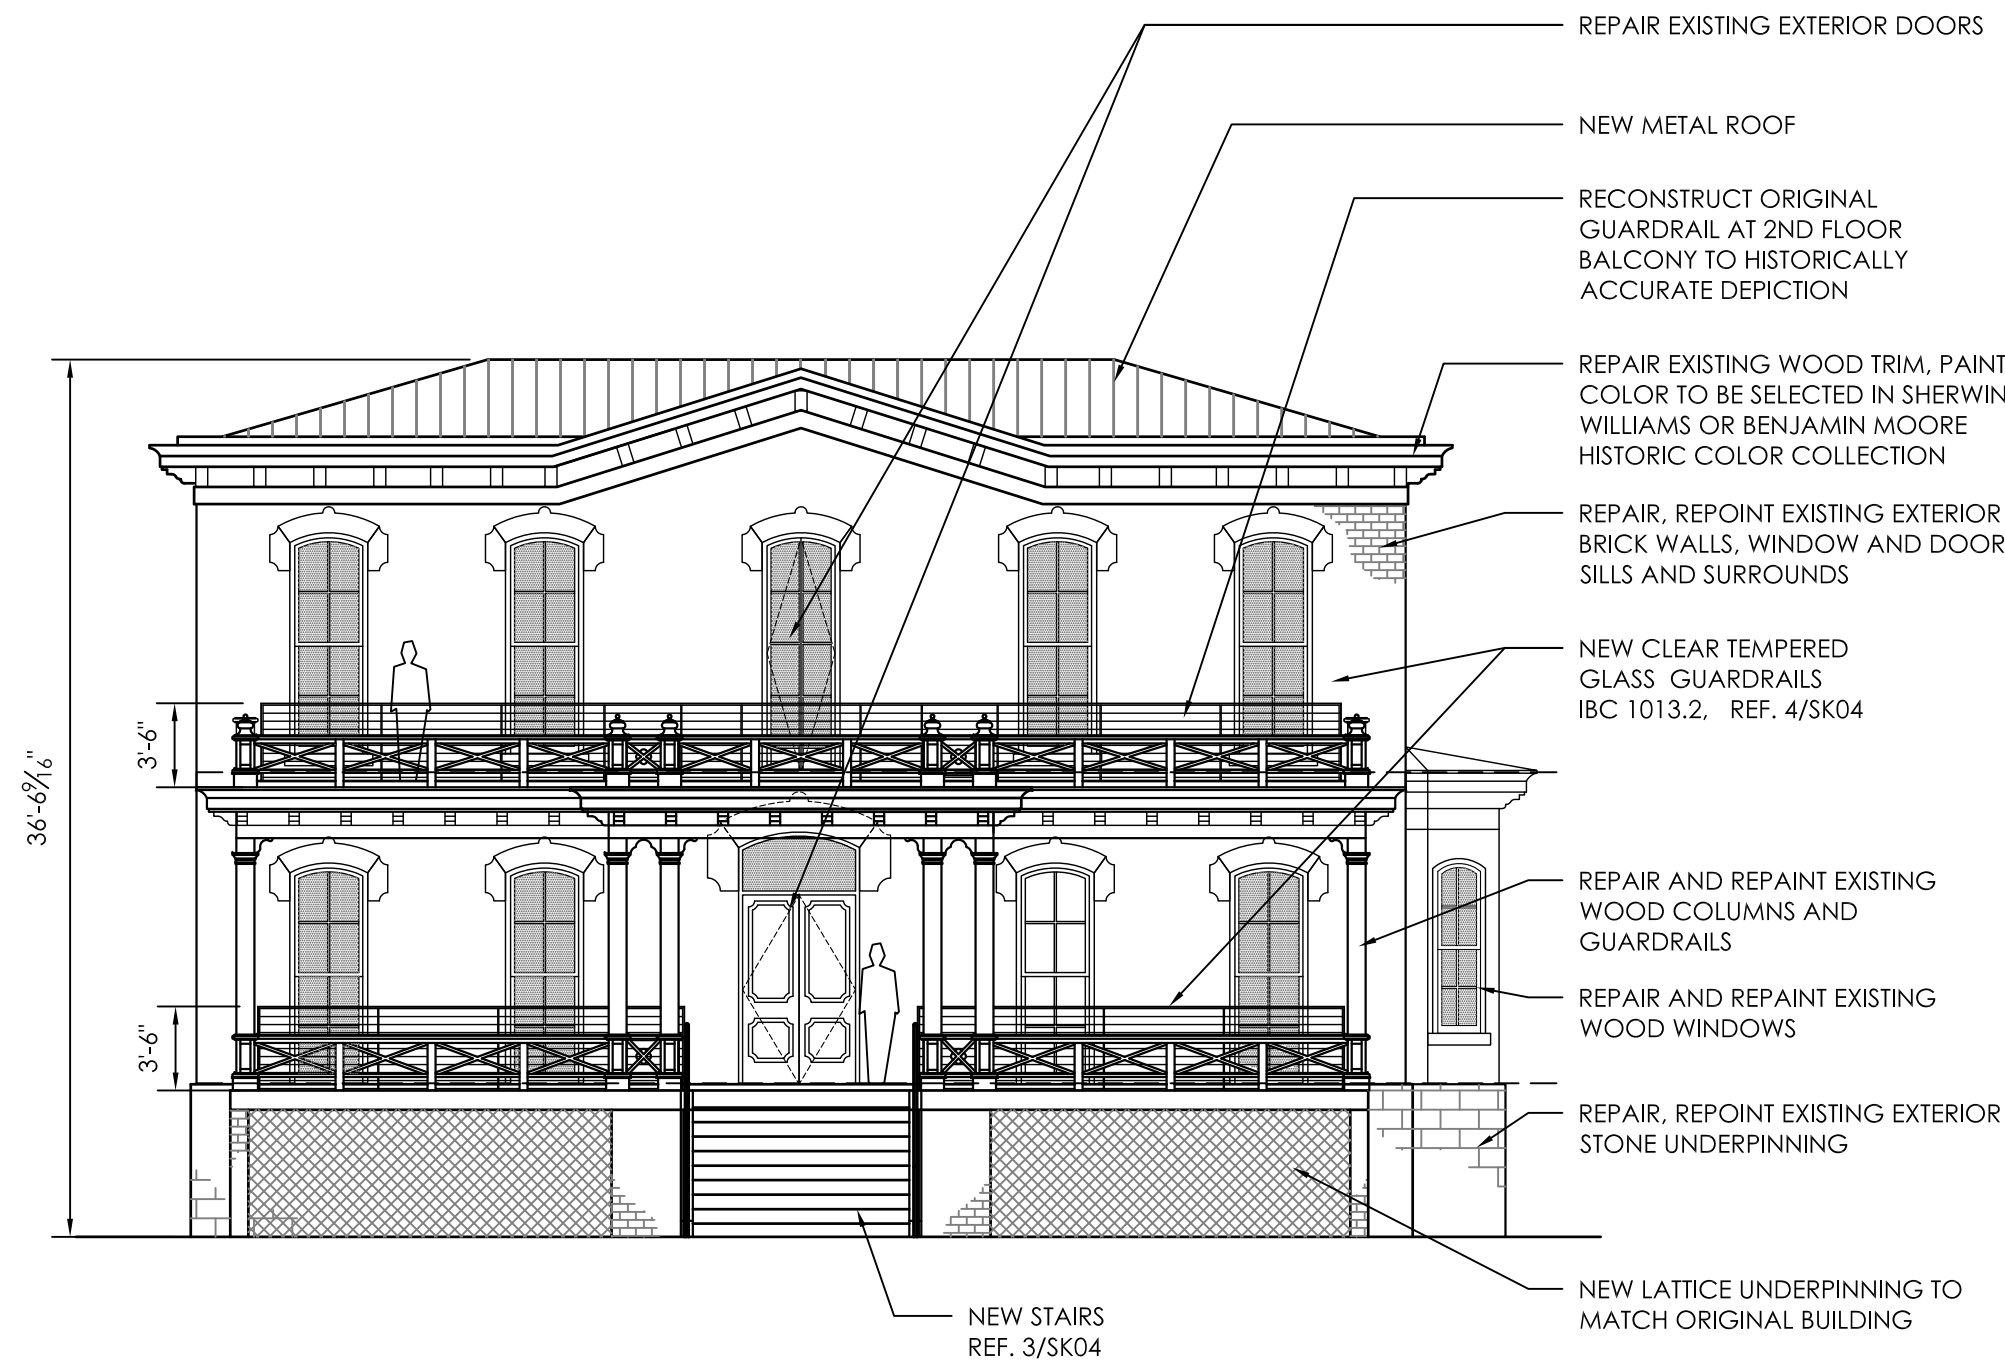 REPAIR EXISTING EXTERIOR DOORS
NEW METAL ROOF
RECONSTRUCT ORIGINAL
GUARDRAIL AT 2ND FLOOR
BALCONY TO HISTORICALLY
ACCURATE DEPICTION
REPAIR EXISTING WOOD TRIM, PAINT
COLOR TO BE SELECTED IN SHERWIN
WILLIAMS OR BENJAMIN MOORE
HISTORIC COLOR COLLECTION
REPAIR, REPOINT EXISTING EXTERIOR
BRICK WALLS, WINDOW AND DOOR
SILLS AND SURROUNDS
NEW CLEAR TEMPERED
GLASS GUARDRAILS
IBC 1013.2, REF. 4/SK04
3'-6"
36'-6 9/16"
REPAIR AND REPAINT EXISTING
WOOD COLUMNS AND
GUARDRAILS
REPAIR AND REPAINT EXISTING
WOOD WINDOWS
3'-6"
REPAIR, REPOINT EXISTING EXTERIOR
STONE UNDERPINNING
NEW LATTICE UNDERPINNING TO
MATCH ORIGINAL BUILDING
NEW STAIRS
REF. 3/SK04